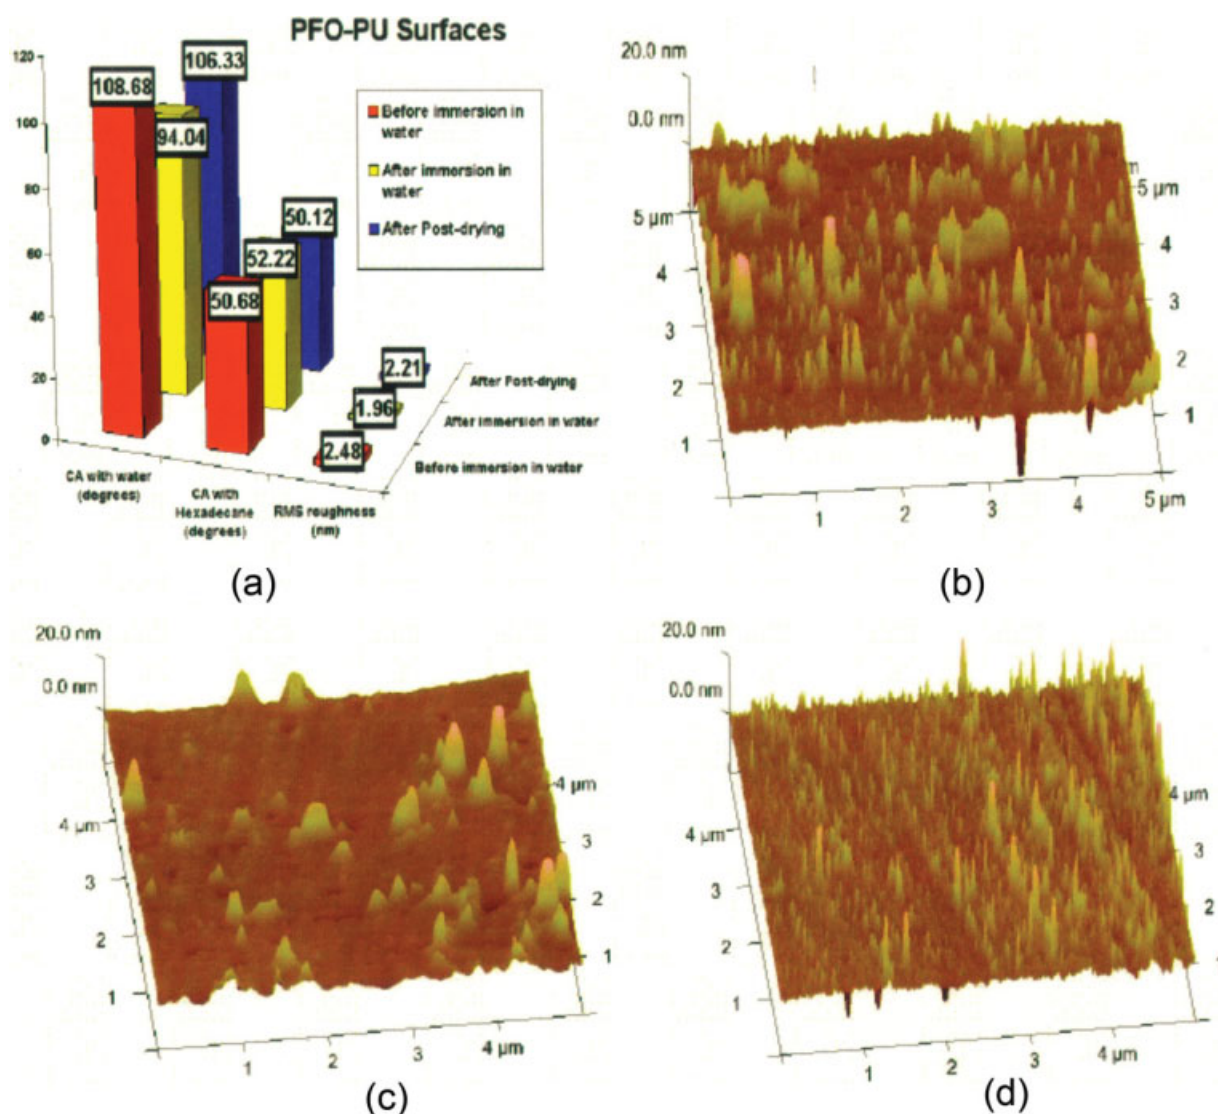 PFO-PU Surfaces
120
100
80
60
40
20
0
108.68
94.04
106.33
50.68
52.22
50.12
2.48
1.96
2.21
Before immersion in
water
After immersion in
water
After Post-drying
After Post-drying
After immersion in water
Before immersion in water
CA with water
(degrees)
CA with
Hexadecane
(degrees)
RMS roughness
(nm)
(a)
20.0 nm
0.0 nm
5 µm
4
3
2
1
µm
5 µm
4
3
2
1
1
2
3
4
5 µm
(b)
20.0 nm
0.0 nm
4 µm
3
2
1
4 µm
3
2
1
1
2
3
4 µm
(c)
20.0 nm
0.0 nm
4 µm
3
2
1
4 µm
3
2
1
1
2
3
4 µm
(d)